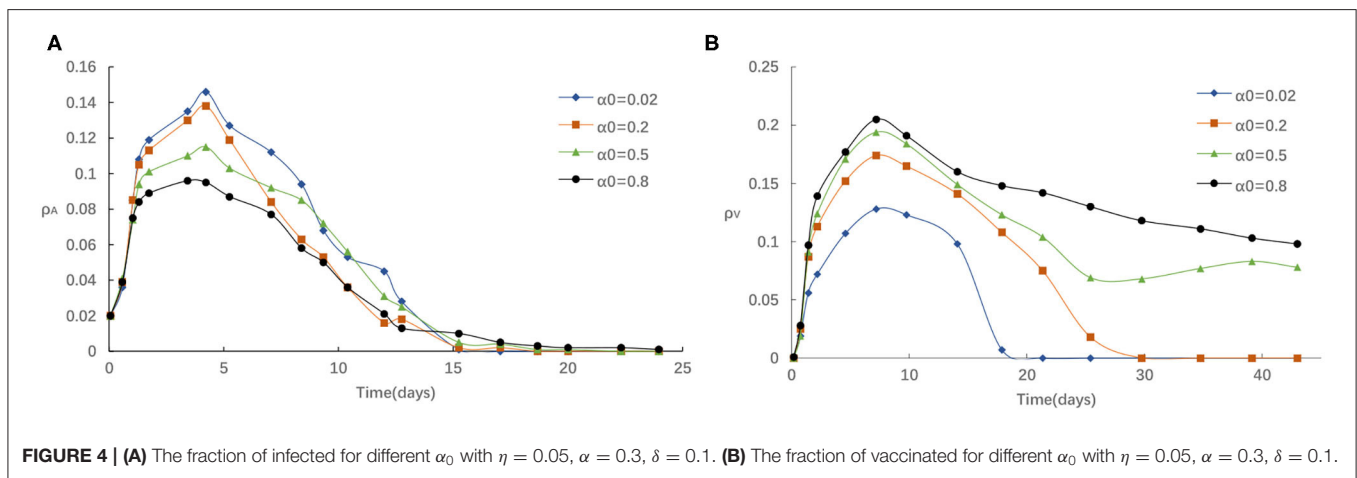 A
0.16
0.14
0.12
0.1
ρA 0.08
0.06
0.04
0.02
0
0
5
10
15
20
25
Time(days)
α0=0.02
α0=0.2
α0=0.5
α0=0.8
B
0.25
0.2
0.15
ρV
0.1
0.05
0
0
10
20
30
40
Time(days)
α0=0.02
α0=0.2
α0=0.5
α0=0.8
FIGURE 4 | (A) The fraction of infected for different α₀ with η = 0.05, α = 0.3, δ = 0.1. (B) The fraction of vaccinated for different α₀ with η = 0.05, α = 0.3, δ = 0.1.